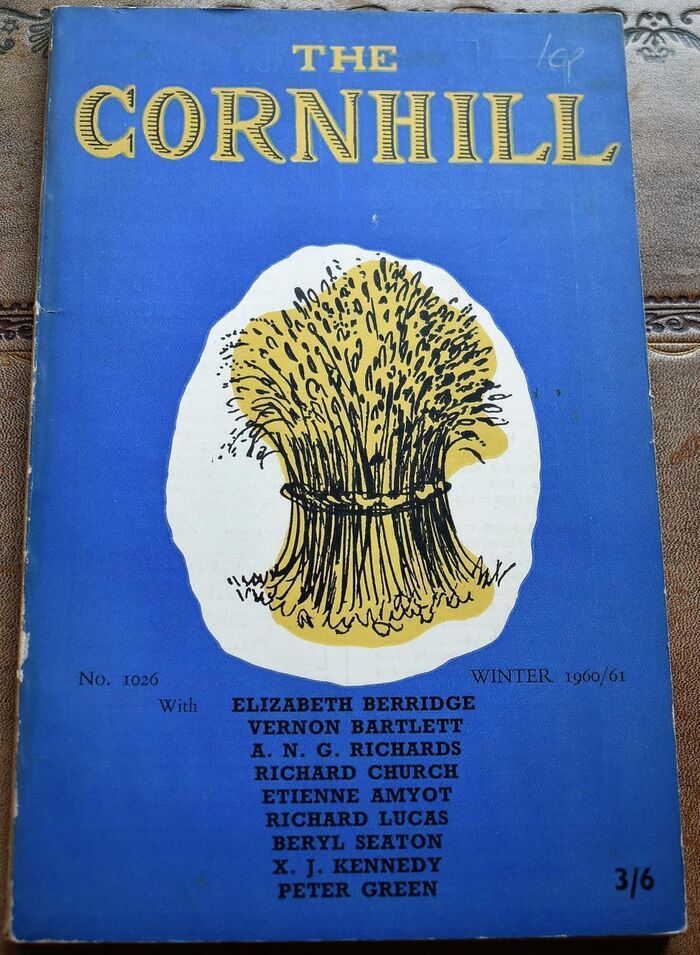 THE
CORNHILL
No. 1026
WINTER 1960/61
With ELIZABETH BERRIDGE
VERNON BARTLETT
A. N. G. RICHARDS
RICHARD CHURCH
ETIENNE AMYOT
RICHARD LUCAS
BERYL SEATON
X. J. KENNEDY
PETER GREEN
3/6